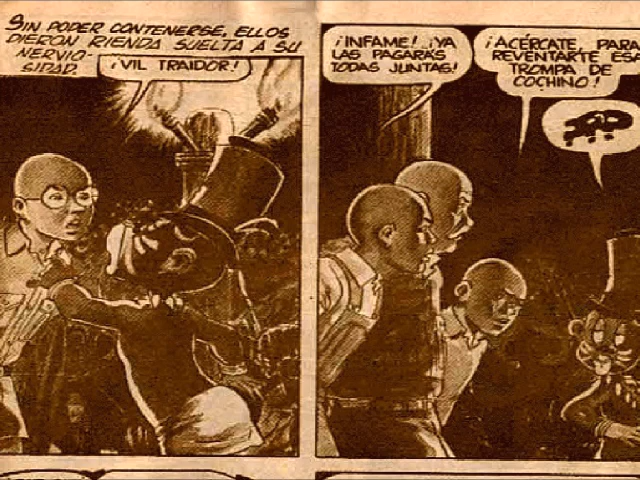 SIN PODER CONTENERSE, ELLOS
DIERON RIENDA SUELTA A SU
NERVIO-
SIDAD.
¡VIL TRAIDOR!
¡INFAME! ¡YA
LAS PAGARÁS
TODAS JUNTAS!
¡ACÉRCATE, PARA
REVENTARTE ESA
TROMPA DE
COCHINO!